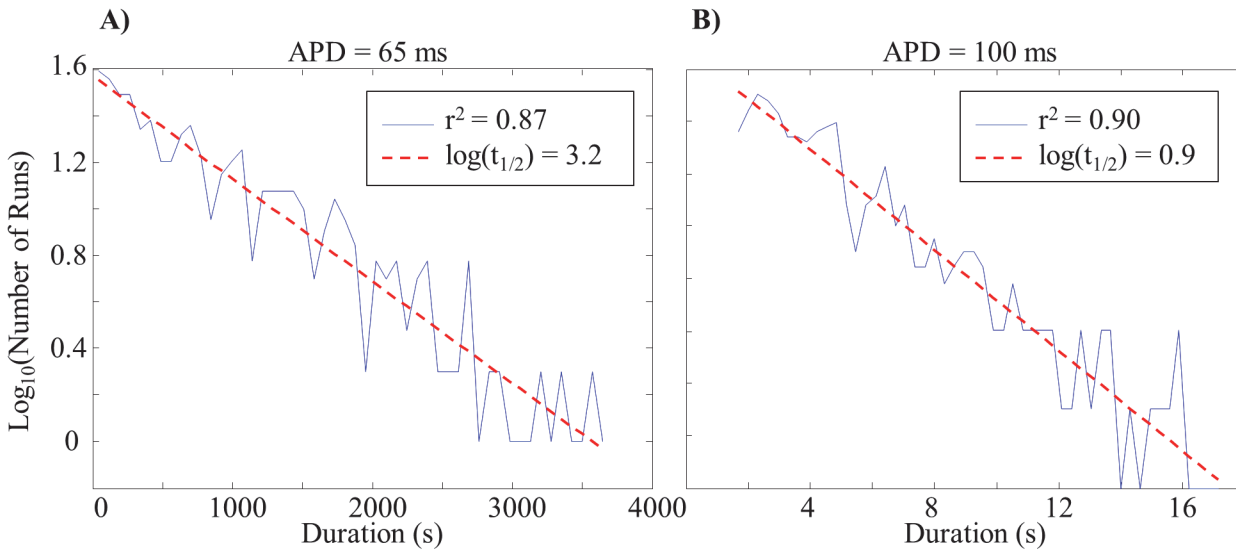 A)
APD = 65 ms
r² = 0.87
log(t₁/₂) = 3.2
Log₁₀(Number of Runs)
1.6
1.2
0.8
0.4
0
0 1000 2000 3000 4000
Duration (s)
B)
APD = 100 ms
r² = 0.90
log(t₁/₂) = 0.9
4 8 12 16
Duration (s)